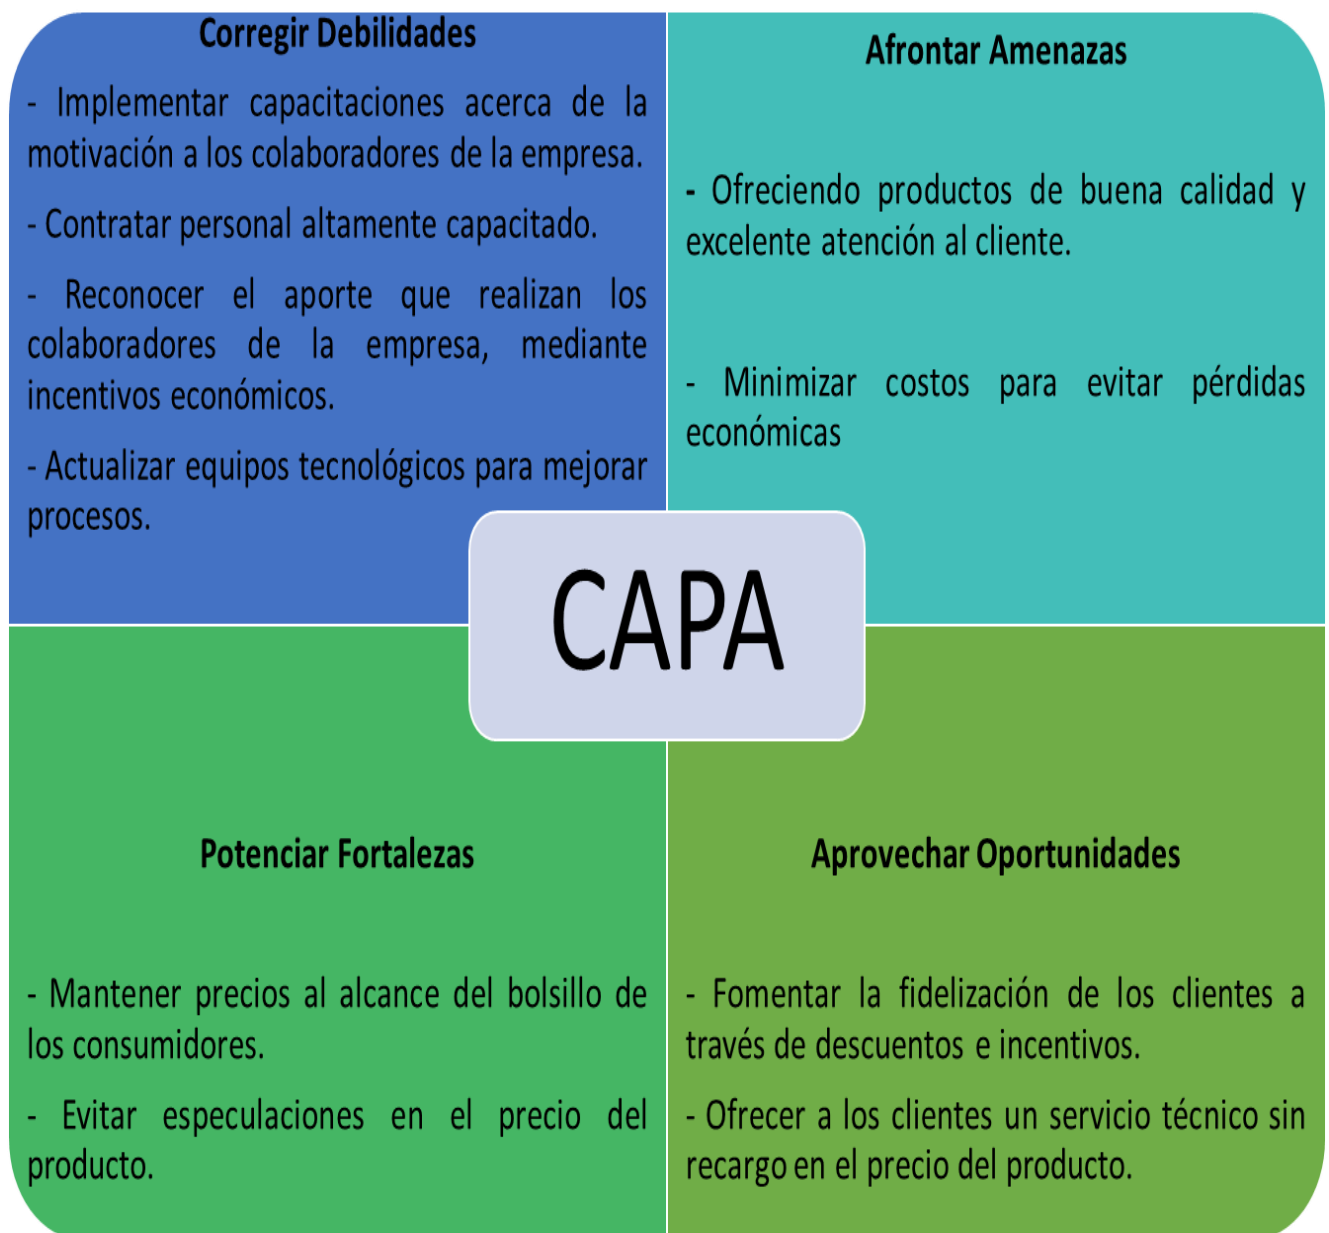 Corregir Debilidades
- Implementar capacitaciones acerca de la
motivación a los colaboradores de la empresa.
- Contratar personal altamente capacitado.
- Reconocer el aporte que realizan los
colaboradores de la empresa, mediante
incentivos económicos.
- Actualizar equipos tecnológicos para mejorar
procesos.
Afrontar Amenazas
- Ofreciendo productos de buena calidad y
excelente atención al cliente.
- Minimizar costos para evitar pérdidas
económicas
CAPA
Potenciar Fortalezas
- Mantener precios al alcance del bolsillo de
los consumidores.
- Evitar especulaciones en el precio del
producto.
Aprovechar Oportunidades
- Fomentar la fidelización de los clientes a
través de descuentos e incentivos.
- Ofrecer a los clientes un servicio técnico sin
recargo en el precio del producto.